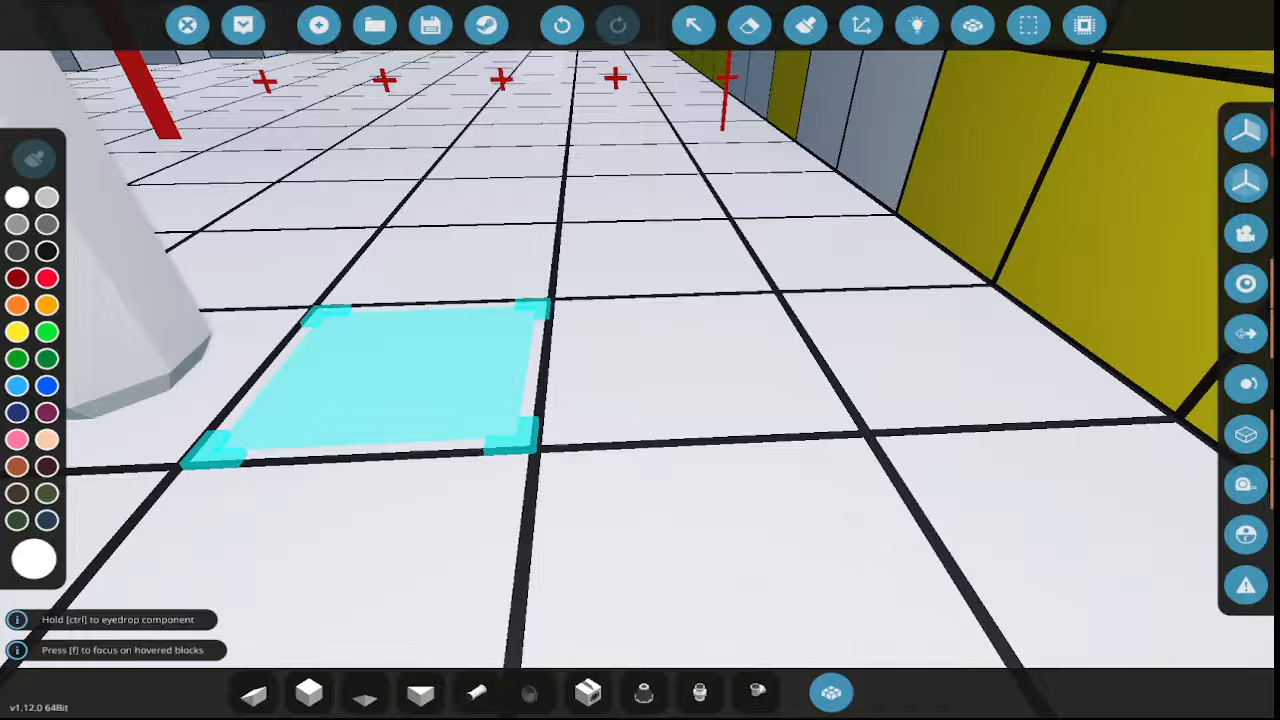 Hold [ctrl] to eyedrop component
Press [f] to focus on hovered blocks
v1.12.0 64Bit